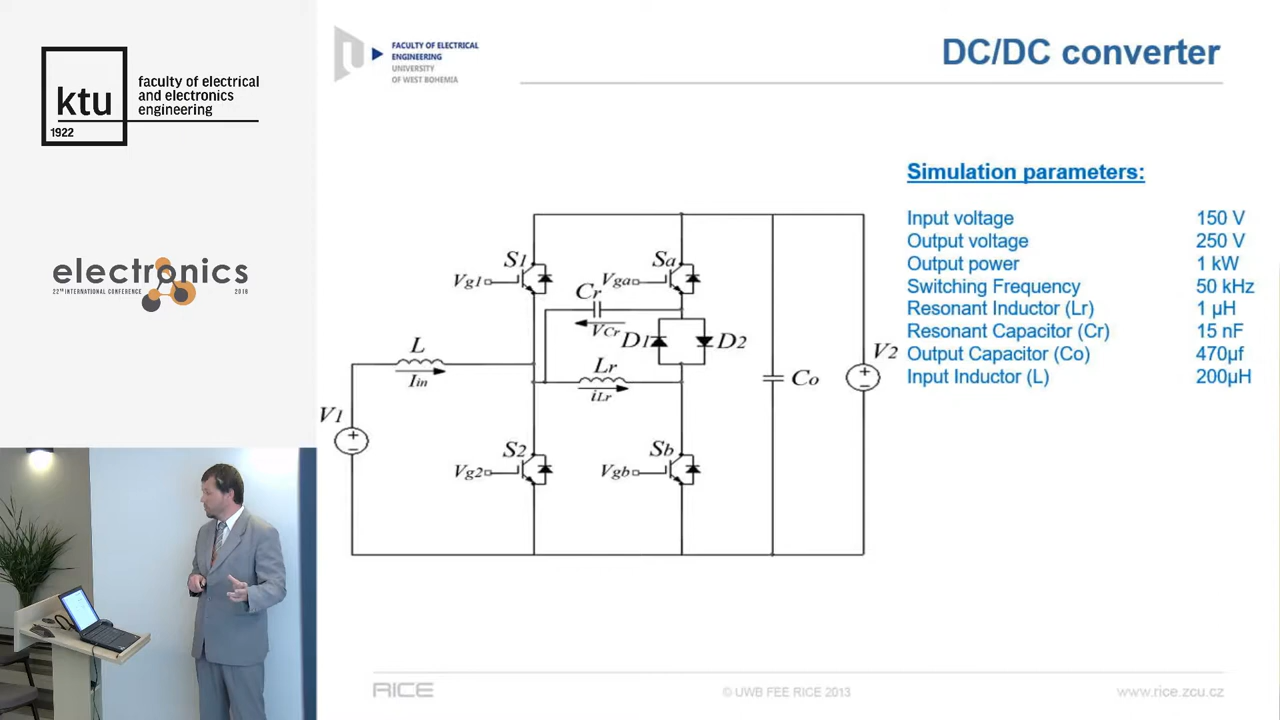 ktu
1922
faculty of electrical
and electronics
engineering
electronics
22TH INTERNATIONAL CONFERENCE 2018
FACULTY OF ELECTRICAL
ENGINEERING
UNIVERSITY
OF WEST BOHEMIA
DC/DC converter
Simulation parameters:
Input voltage 150 V
Output voltage 250 V
Output power 1 kW
Switching Frequency 50 kHz
Resonant Inductor (Lr) 1 µH
Resonant Capacitor (Cr) 15 nF
Output Capacitor (Co) 470µf
Input Inductor (L) 200µH
S1
Vg1
Sa
Vga
Cr
VCr
D1
D2
L
Iin
Lr
iLr
Co
V2
V1
S2
Vg2
Sb
Vgb
RICE
© UWB FEE RICE 2013
www.rice.zcu.cz